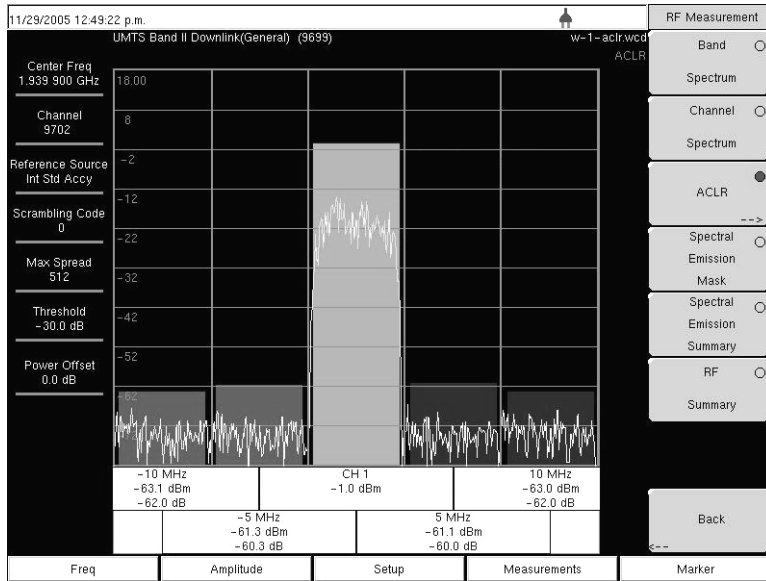 11/29/2005 12:49:22 p.m.
RF Measurement
UMTS Band II Downlink(General) (9699)
w-1-aclr.wcd
ACLR
Center Freq
1.939 900 GHz
Channel
9702
Reference Source
Int Std Accy
Scrambling Code
0
Max Spread
512
Threshold
-30.0 dB
Power Offset
0.0 dB
18.00
8
-2
-12
-22
-32
-42
-52
-62
-10 MHz
-63.1 dBm
-62.0 dB
CH 1
-1.0 dBm
10 MHz
-63.0 dBm
-62.0 dB
-5 MHz
-61.3 dBm
-60.3 dB
5 MHz
-61.1 dBm
-60.0 dB
Band
Spectrum
Channel
Spectrum
ACLR
-->
Spectral
Emission
Mask
Spectral
Emission
Summary
RF
Summary
Back
<--
Freq
Amplitude
Setup
Measurements
Marker